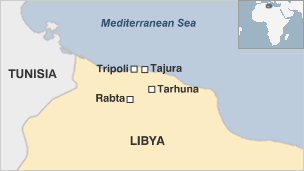 Mediterranean Sea
TUNISIA
Tripoli
Tajura
Tarhuna
Rabta
LIBYA